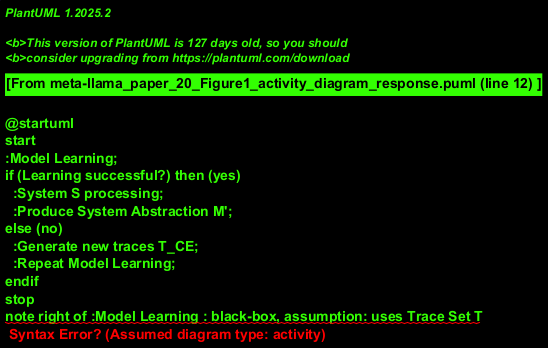 PlantUML 1.2025.2
<b>This version of PlantUML is 127 days old, so you should
<b>consider upgrading from https://plantuml.com/download
[From meta-llama_paper_20_Figure1_activity_diagram_response.puml (line 12) ]
@startuml
start
:Model Learning;
if (Learning successful?) then (yes)
:System S processing;
:Produce System Abstraction M';
else (no)
:Generate new traces T_CE;
:Repeat Model Learning;
endif
stop
note right of :Model Learning : black-box, assumption: uses Trace Set T
Syntax Error? (Assumed diagram type: activity)